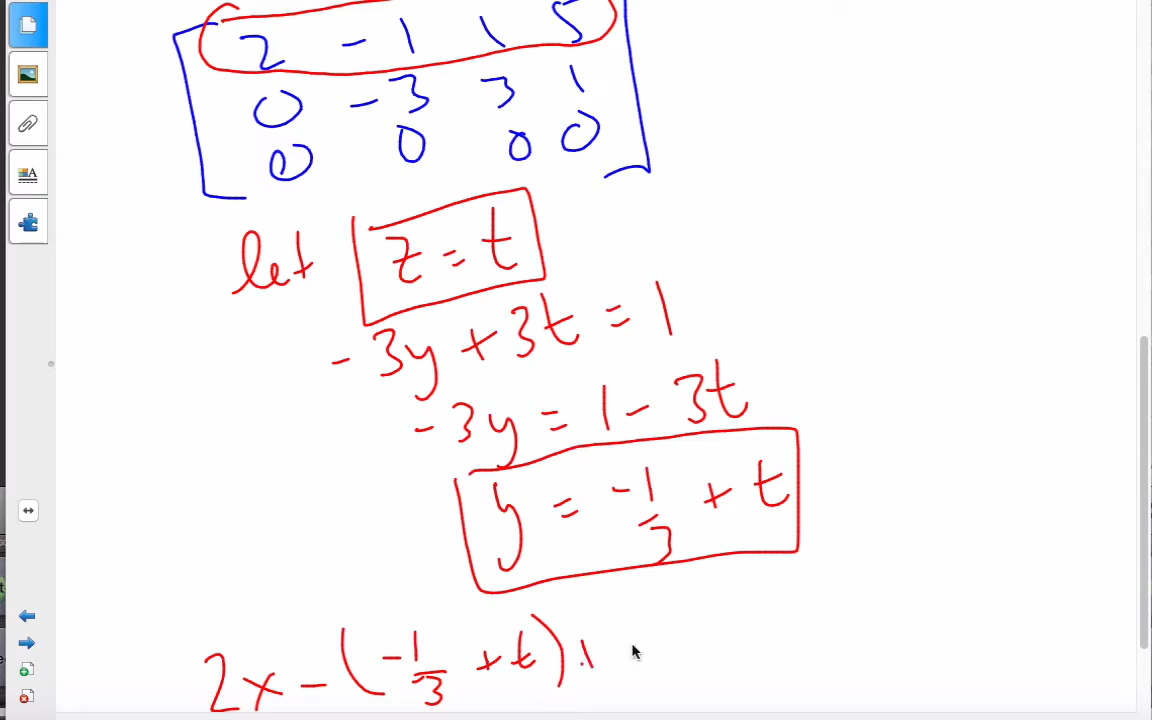 2 -1 1 5
0 -3 3 1
0 0 0 0
let z = t
-3y + 3t = 1
-3y = 1 - 3t
y = -1/3 + t
2x - (-1/3 + t)